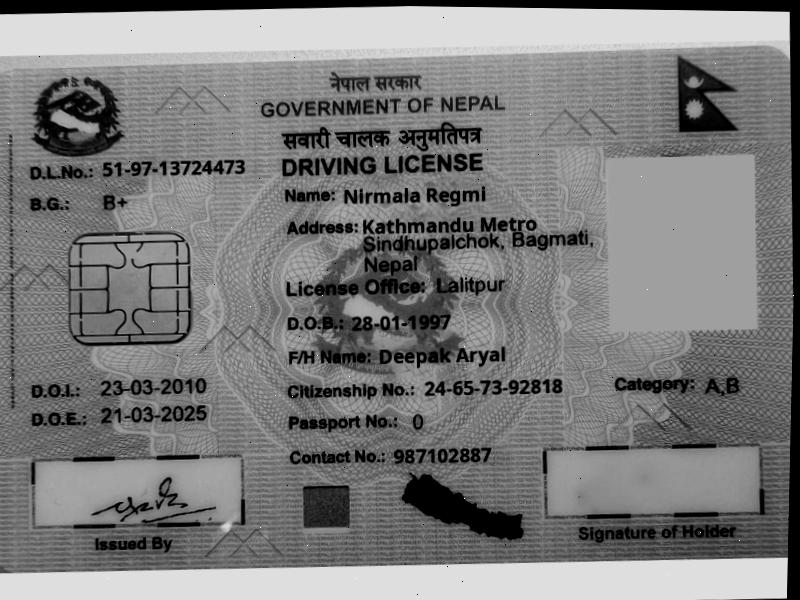 नेपाल सरकार
GOVERNMENT OF NEPAL
सवारी चालक अनुमतिपत्र
DRIVING LICENSE
D.L.No.: 51-97-13724473
B.G.: B+
Name: Nirmala Regmi
Address: Kathmandu Metro
Sindhupalchok, Bagmati,
Nepal
License Office: Lalitpur
D.O.B.: 28-01-1997
F/H Name: Deepak Aryal
D.O.I.: 23-03-2010
Citizenship No.: 24-65-73-92818
Category: A,B
D.O.E.: 21-03-2025
Passport No.: 0
Contact No.: 987102887
Issued By
Signature of Holder